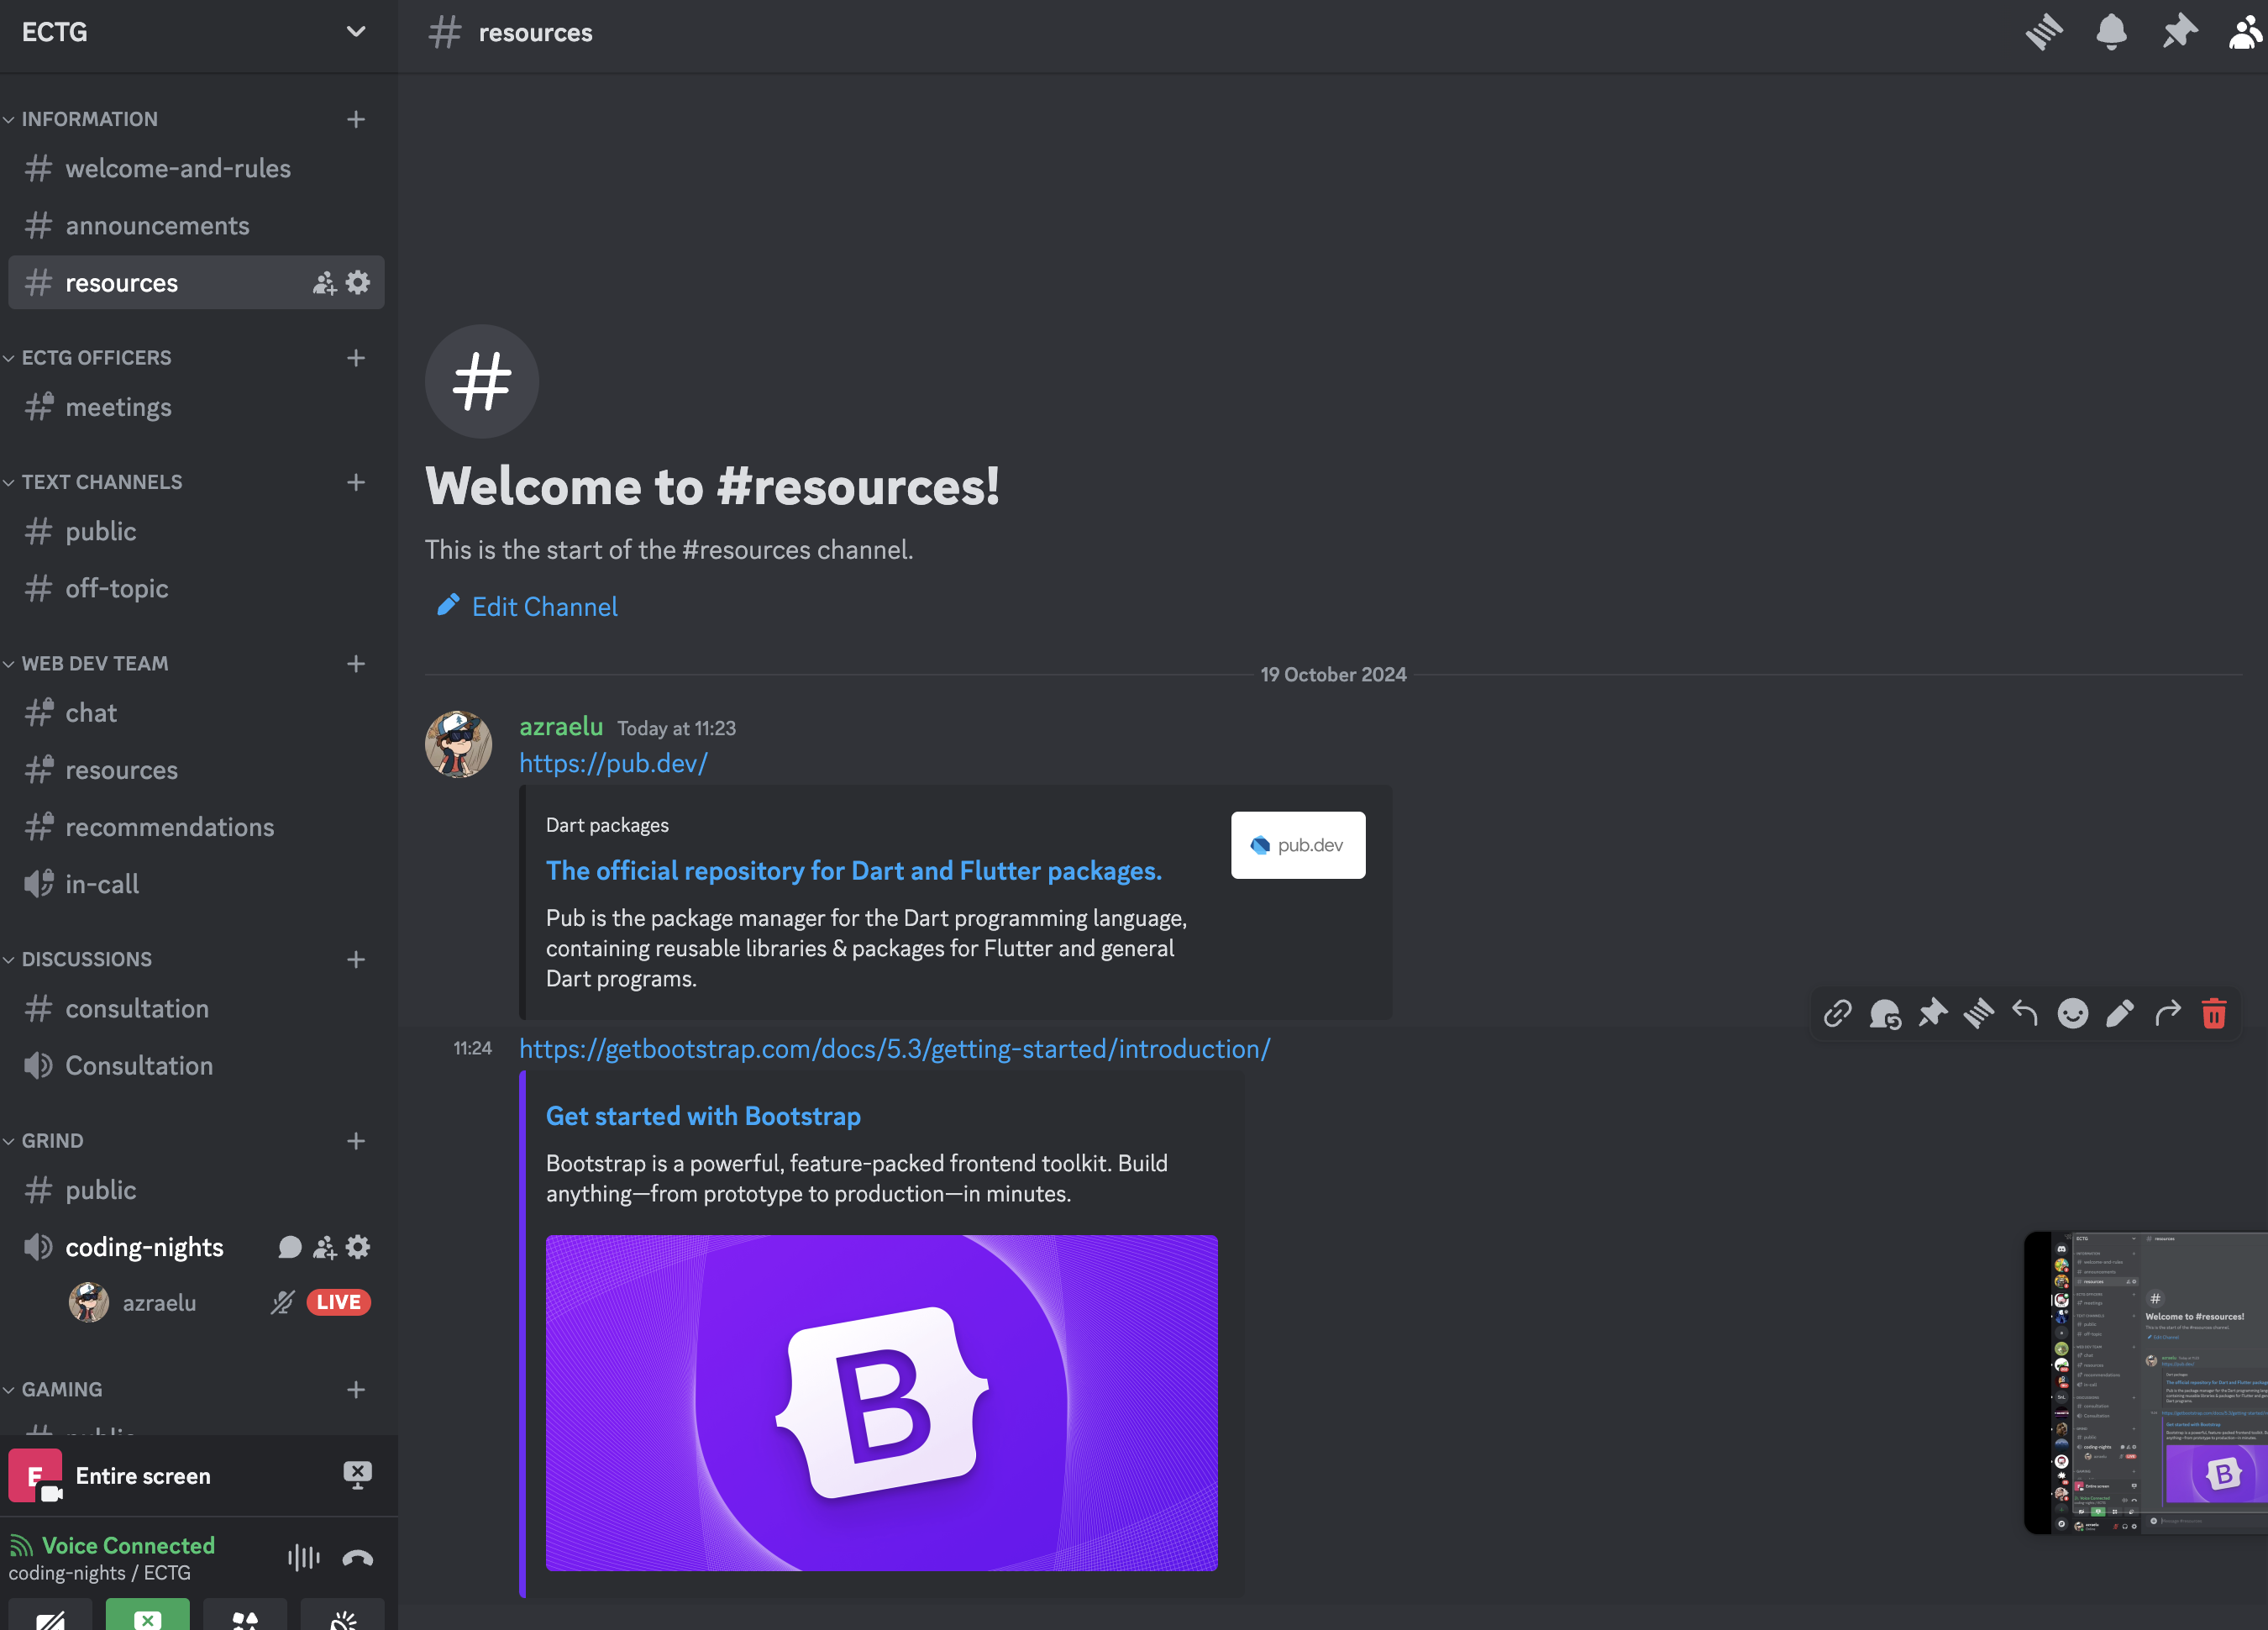 ECTG
INFORMATION
welcome-and-rules
announcements
resources
ECTG OFFICERS
meetings
TEXT CHANNELS
public
off-topic
WEB DEV TEAM
chat
resources
recommendations
in-call
DISCUSSIONS
consultation
Consultation
GRIND
public
coding-nights
azraelu
LIVE
GAMING
public
E
Entire screen
Voice Connected
coding-nights / ECTG
resources
Welcome to #resources!
This is the start of the #resources channel.
Edit Channel
19 October 2024
azraelu Today at 11:23
https://pub.dev/
Dart packages
The official repository for Dart and Flutter packages.
Pub is the package manager for the Dart programming language,
containing reusable libraries & packages for Flutter and general
Dart programs.
pub.dev
11:24 https://getbootstrap.com/docs/5.3/getting-started/introduction/
Get started with Bootstrap
Bootstrap is a powerful, feature-packed frontend toolkit. Build
anything—from prototype to production—in minutes.
B
Welcome to #resources!